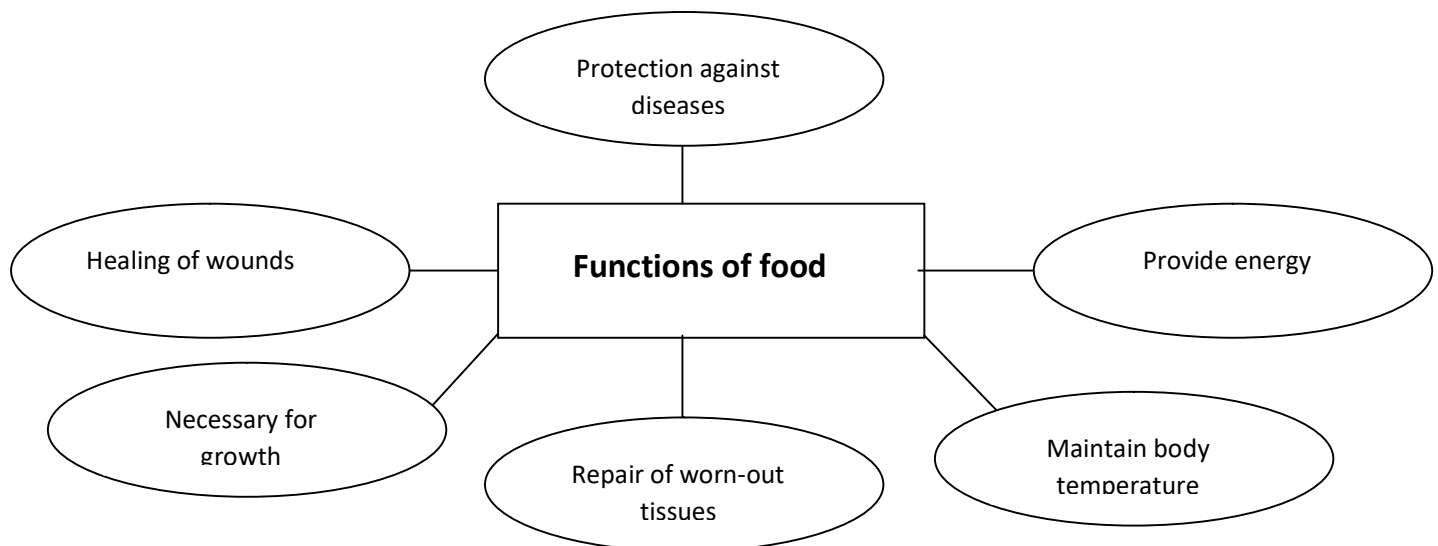 Protection against
diseases
Healing of wounds
Functions of food
Provide energy
Necessary for
growth
Repair of worn-out
tissues
Maintain body
temperature